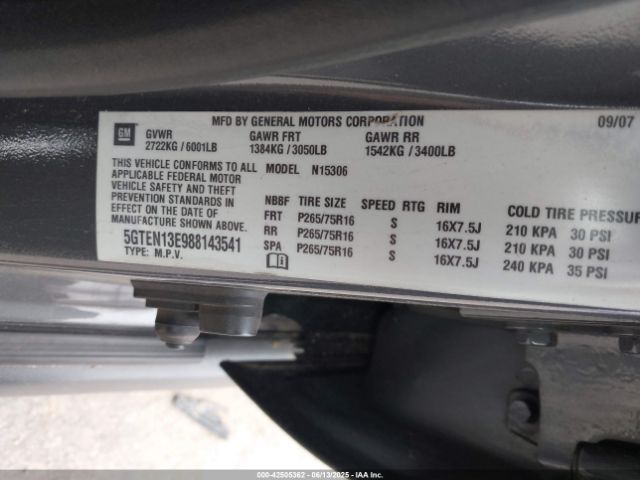 MFD BY GENERAL MOTORS CORPORATION 09/07
GM GVWR GAWR FRT GAWR RR
2722KG / 6001LB 1384KG / 3050LB 1542KG / 3400LB
THIS VEHICLE CONFORMS TO ALL MODEL N15306
APPLICABLE FEDERAL MOTOR
VEHICLE SAFETY AND THEFT
PREVENTION STANDARDS IN
EFFECT ON THE DATE OF
MANUFACTURE SHOWN ABOVE.
5GTEN13E988143541
TYPE: M.P.V.
NBBF TIRE SIZE SPEED RTG RIM COLD TIRE PRESSUR
FRT P265/75R16 S 16X7.5J 210 KPA 30 PSI
RR P265/75R16 S 16X7.5J 210 KPA 30 PSI
SPA P265/75R16 S 16X7.5J 240 KPA 35 PSI
000-42505362 - 06/13/2025 - IAAI.COM